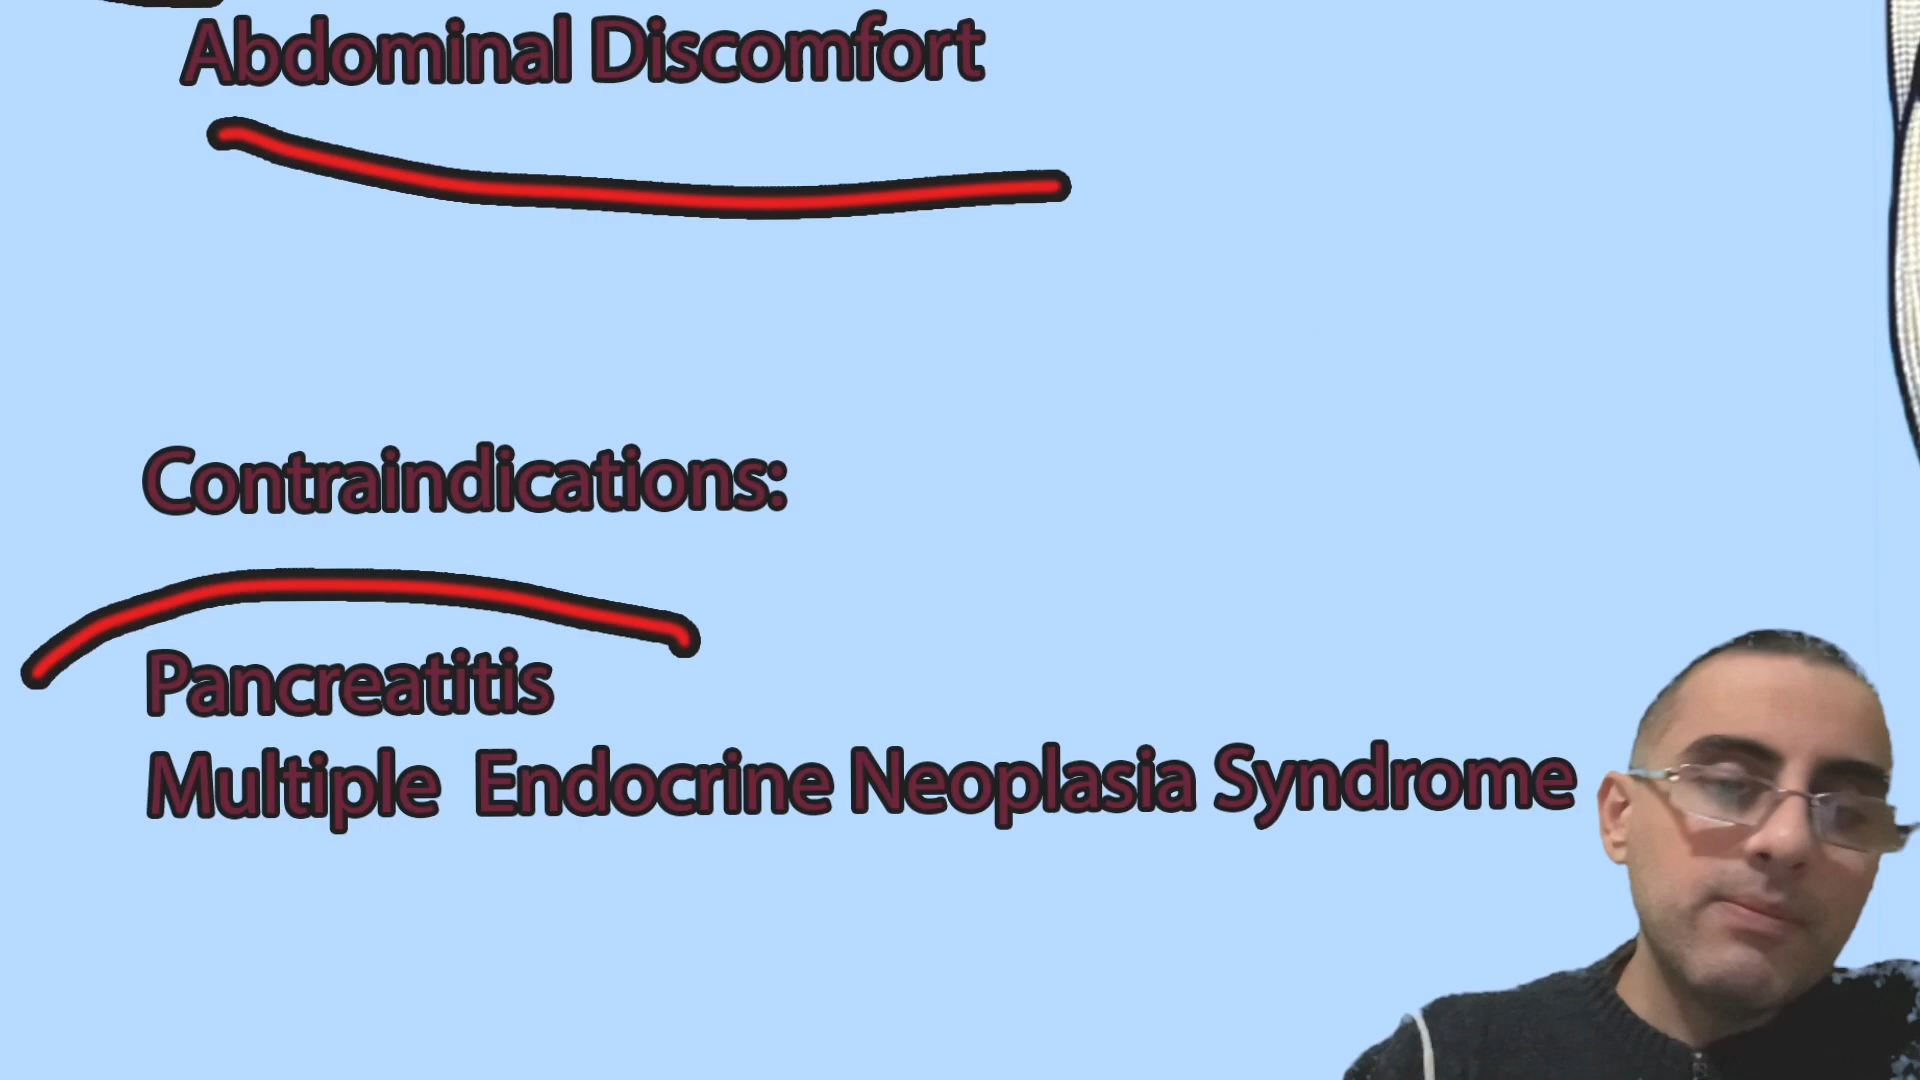 Abdominal Discomfort
Contraindications:
Pancreatitis
Multiple Endocrine Neoplasia Syndrome